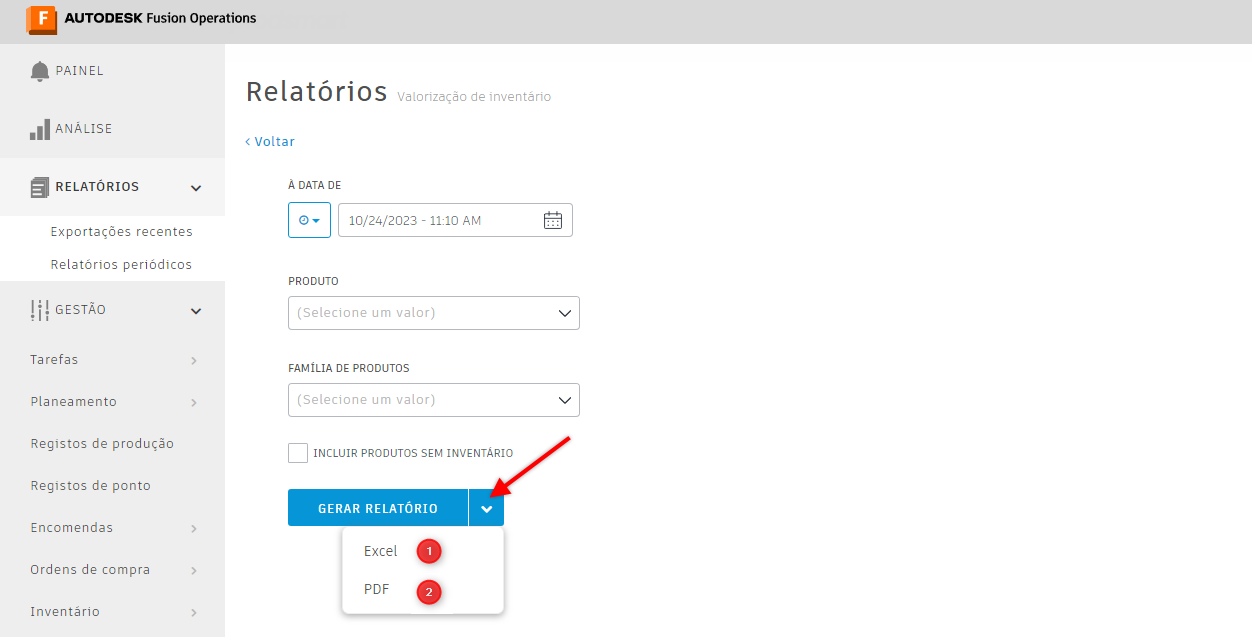 F AUTODESK Fusion Operations
PAINEL
ANÁLISE
RELATÓRIOS
Exportações recentes
Relatórios periódicos
GESTÃO
Tarefas
Planeamento
Registos de produção
Registos de ponto
Encomendas
Ordens de compra
Inventário
Relatórios Valorização de inventário
< Voltar
À DATA DE
10/24/2023 - 11:10 AM
PRODUTO
(Selecione um valor)
FAMÍLIA DE PRODUTOS
(Selecione um valor)
INCLUIR PRODUTOS SEM INVENTÁRIO
GERAR RELATÓRIO
Excel 1
PDF 2